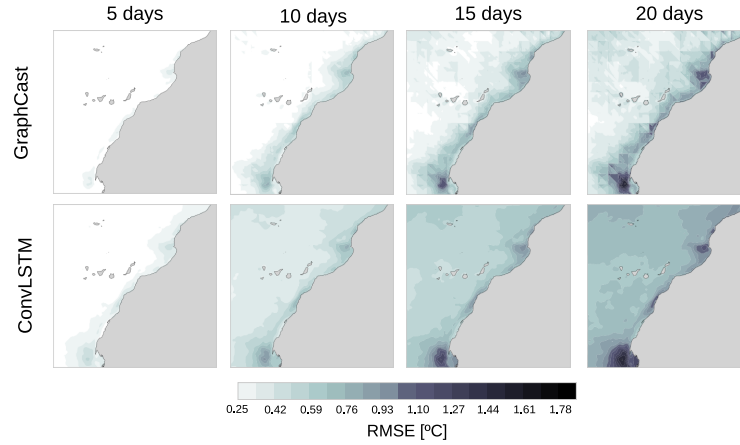 5 days 10 days 15 days 20 days
GraphCast
ConvLSTM
0.25 0.42 0.59 0.76 0.93 1.10 1.27 1.44 1.61 1.78
RMSE [ºC]